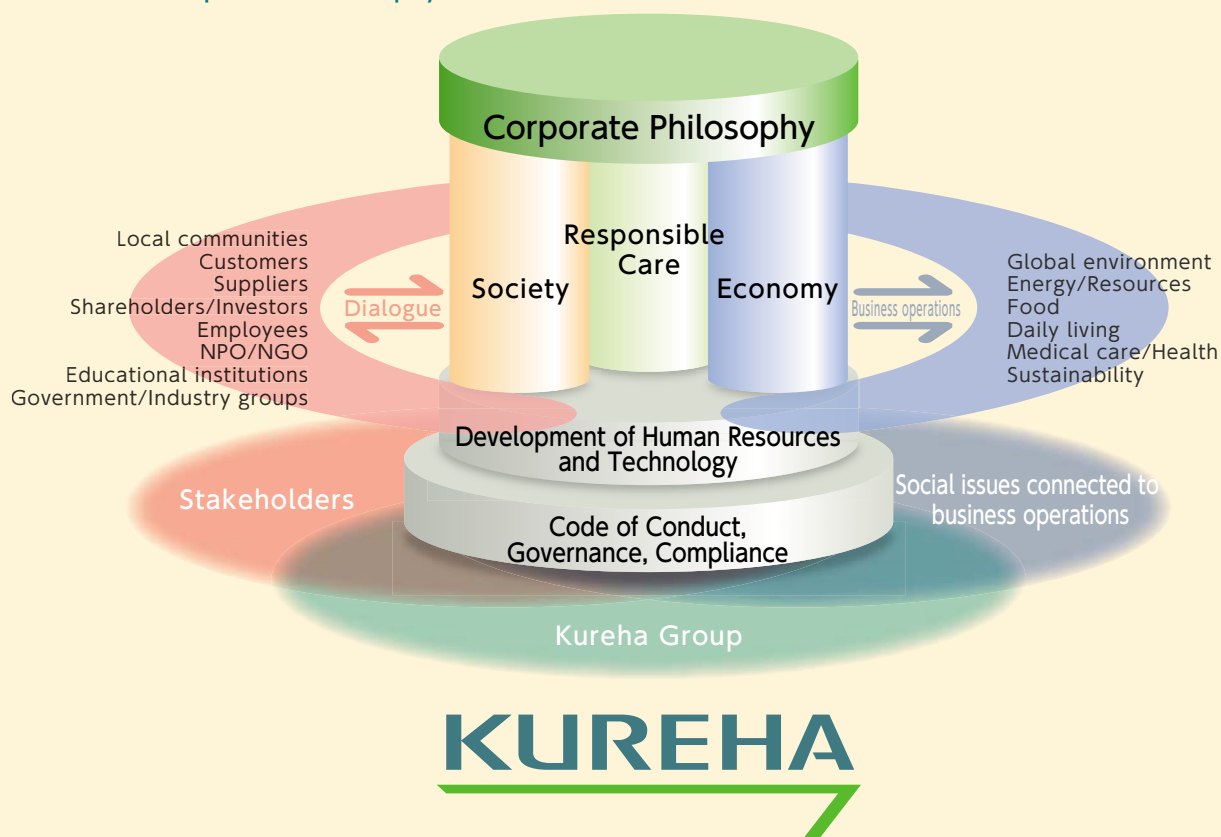 Corporate Philosophy
Responsible
Care
Society
Economy
Local communities
Customers
Suppliers
Shareholders/Investors
Employees
NPO/NGO
Educational institutions
Government/Industry groups
Dialogue
Business operations
Global environment
Energy/Resources
Food
Daily living
Medical care/Health
Sustainability
Development of Human Resources
and Technology
Stakeholders
Social issues connected to
business operations
Code of Conduct,
Governance, Compliance
Kureha Group
KUREHA